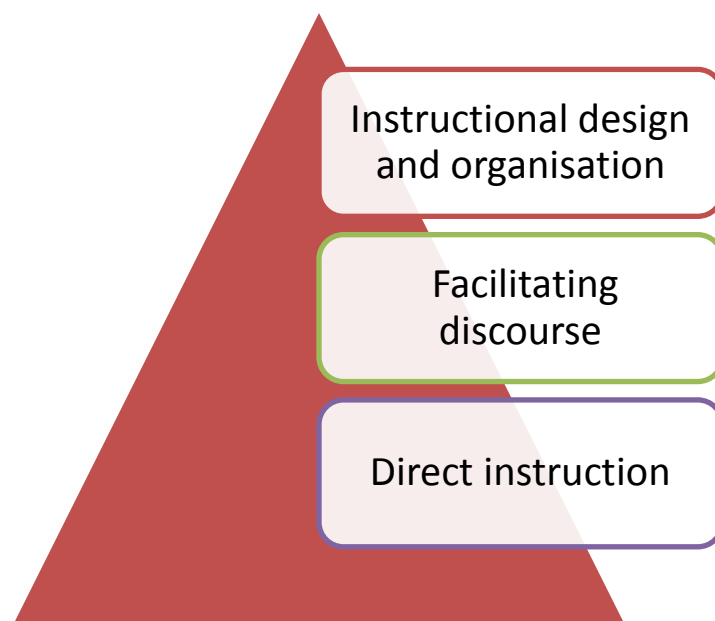 Instructional design
and organisation
Facilitating
discourse
Direct instruction